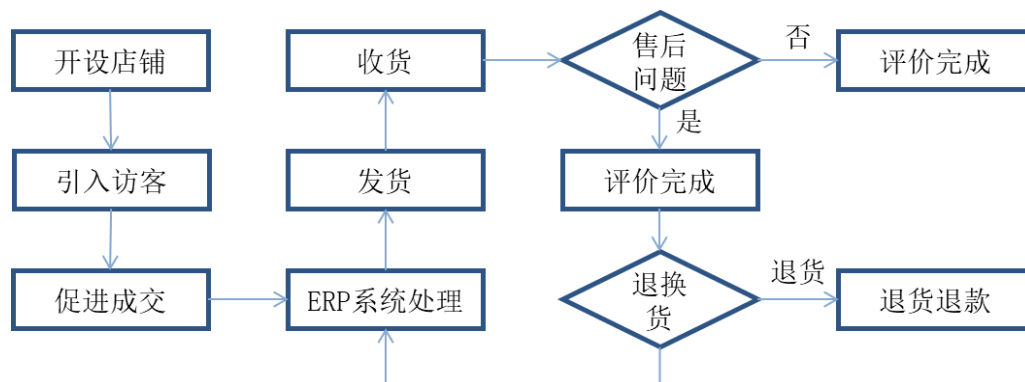 开设店铺
引入访客
促进成交
ERP系统处理
发货
收货
售后
问题
否
评价完成
是
评价完成
退换
货
退货
退货退款